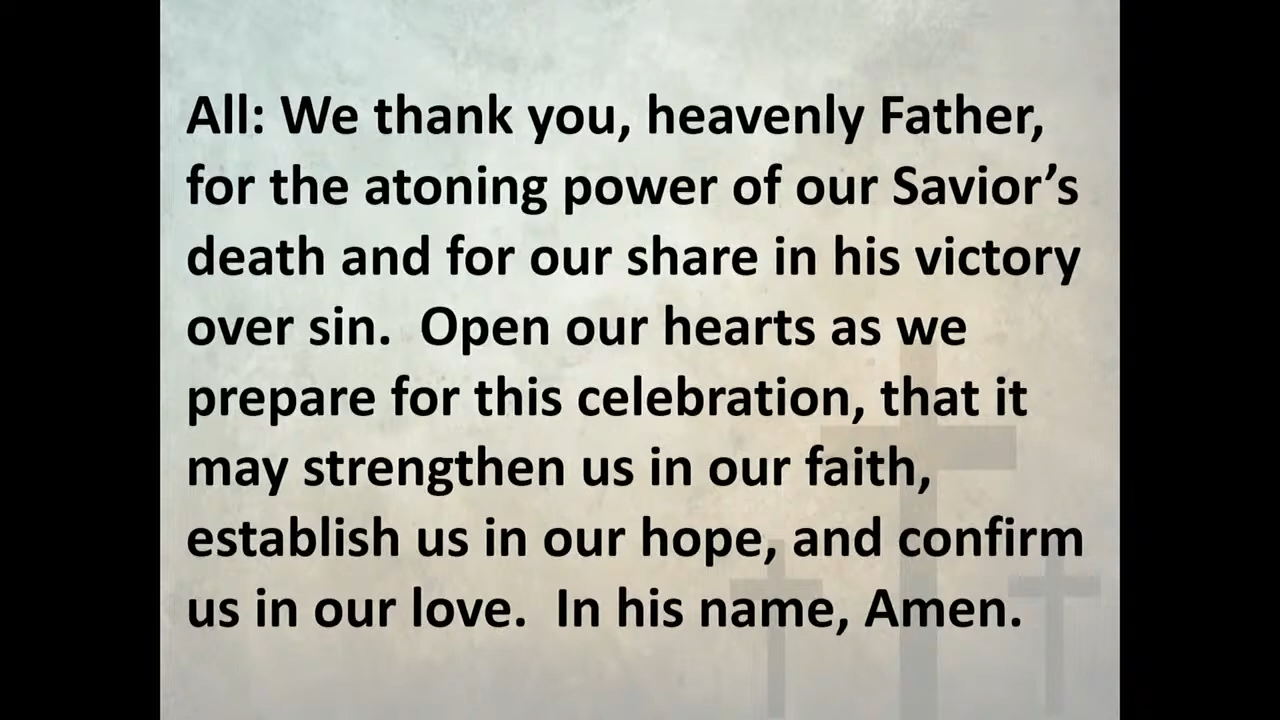 All: We thank you, heavenly Father,
for the atoning power of our Savior’s
death and for our share in his victory
over sin.  Open our hearts as we
prepare for this celebration, that it
may strengthen us in our faith,
establish us in our hope, and confirm
us in our love.  In his name, Amen.